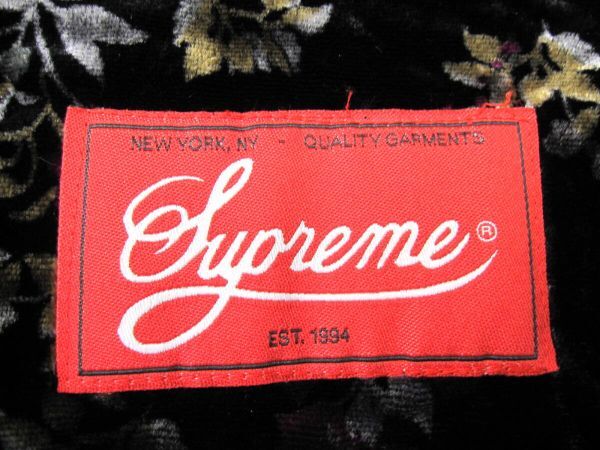 NEW YORK, NY - QUALITY GARMENTS
Supreme ®
EST. 1994